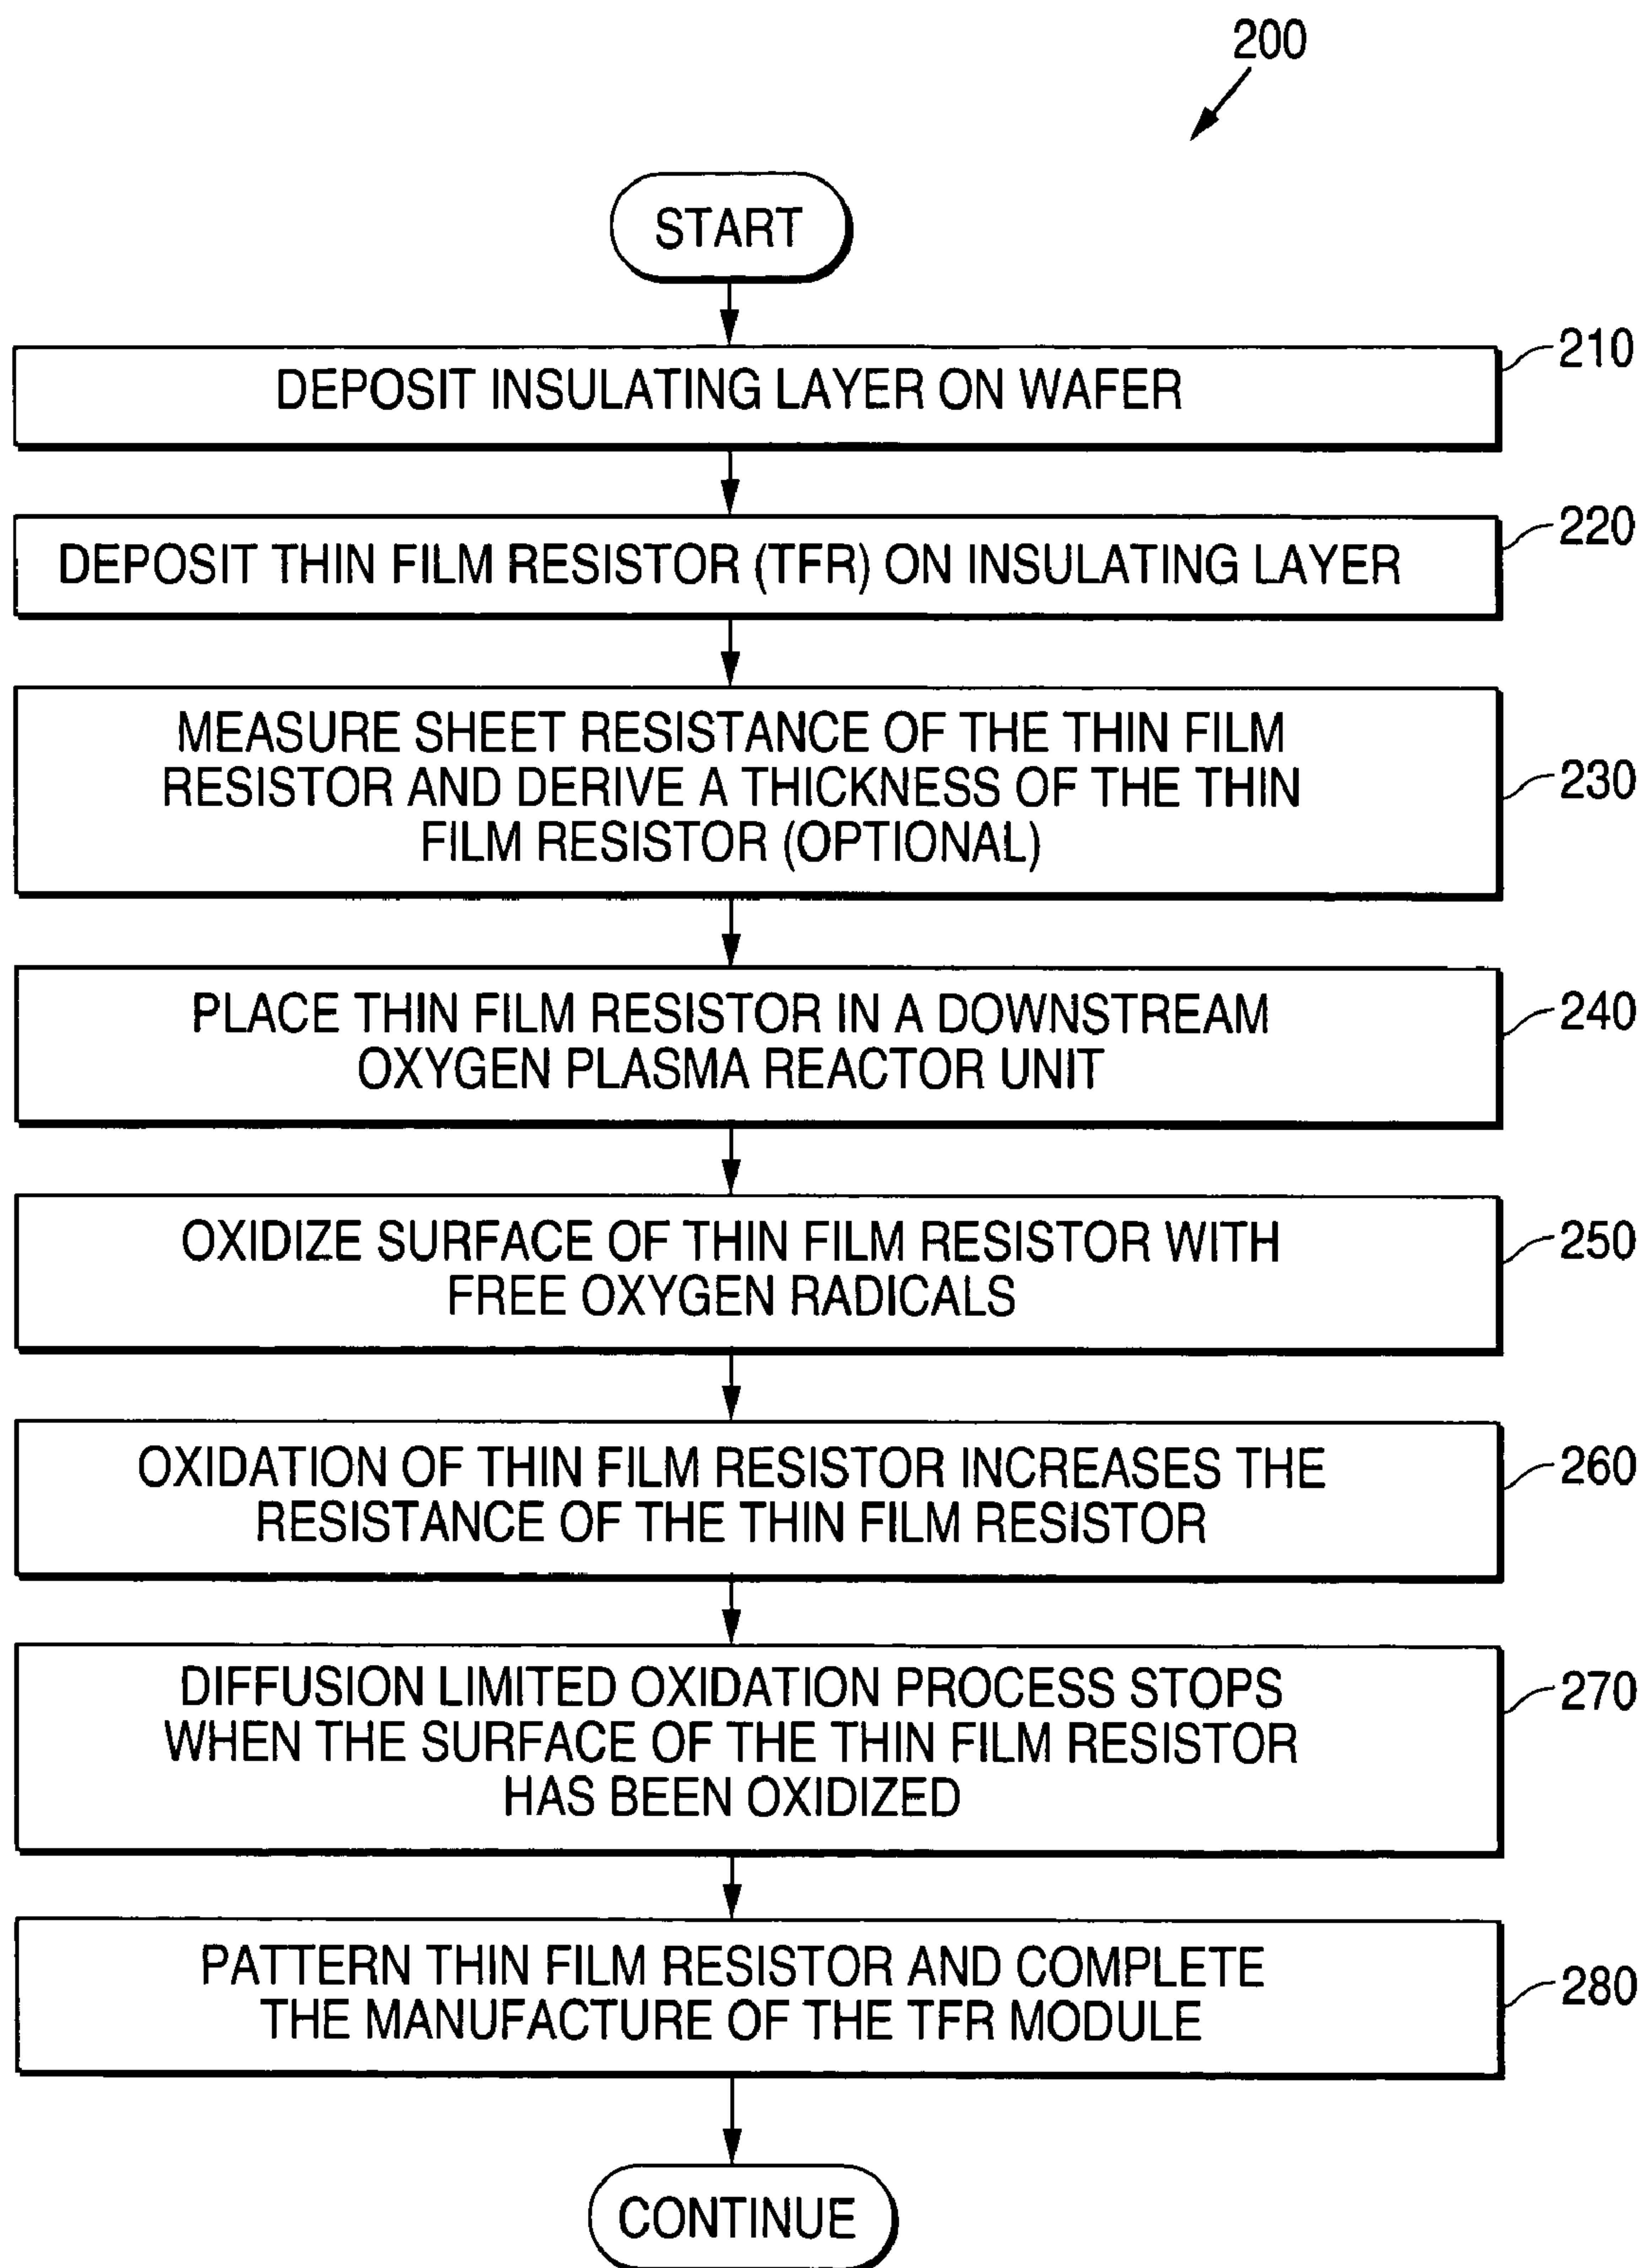 200
START
DEPOSIT INSULATING LAYER ON WAFER
210
DEPOSIT THIN FILM RESISTOR (TFR) ON INSULATING LAYER
220
MEASURE SHEET RESISTANCE OF THE THIN FILM
RESISTOR AND DERIVE A THICKNESS OF THE THIN
FILM RESISTOR (OPTIONAL)
230
PLACE THIN FILM RESISTOR IN A DOWNSTREAM
OXYGEN PLASMA REACTOR UNIT
240
OXIDIZE SURFACE OF THIN FILM RESISTOR WITH
FREE OXYGEN RADICALS
250
OXIDATION OF THIN FILM RESISTOR INCREASES THE
RESISTANCE OF THE THIN FILM RESISTOR
260
DIFFUSION LIMITED OXIDATION PROCESS STOPS
WHEN THE SURFACE OF THE THIN FILM RESISTOR
HAS BEEN OXIDIZED
270
PATTERN THIN FILM RESISTOR AND COMPLETE
THE MANUFACTURE OF THE TFR MODULE
280
CONTINUE